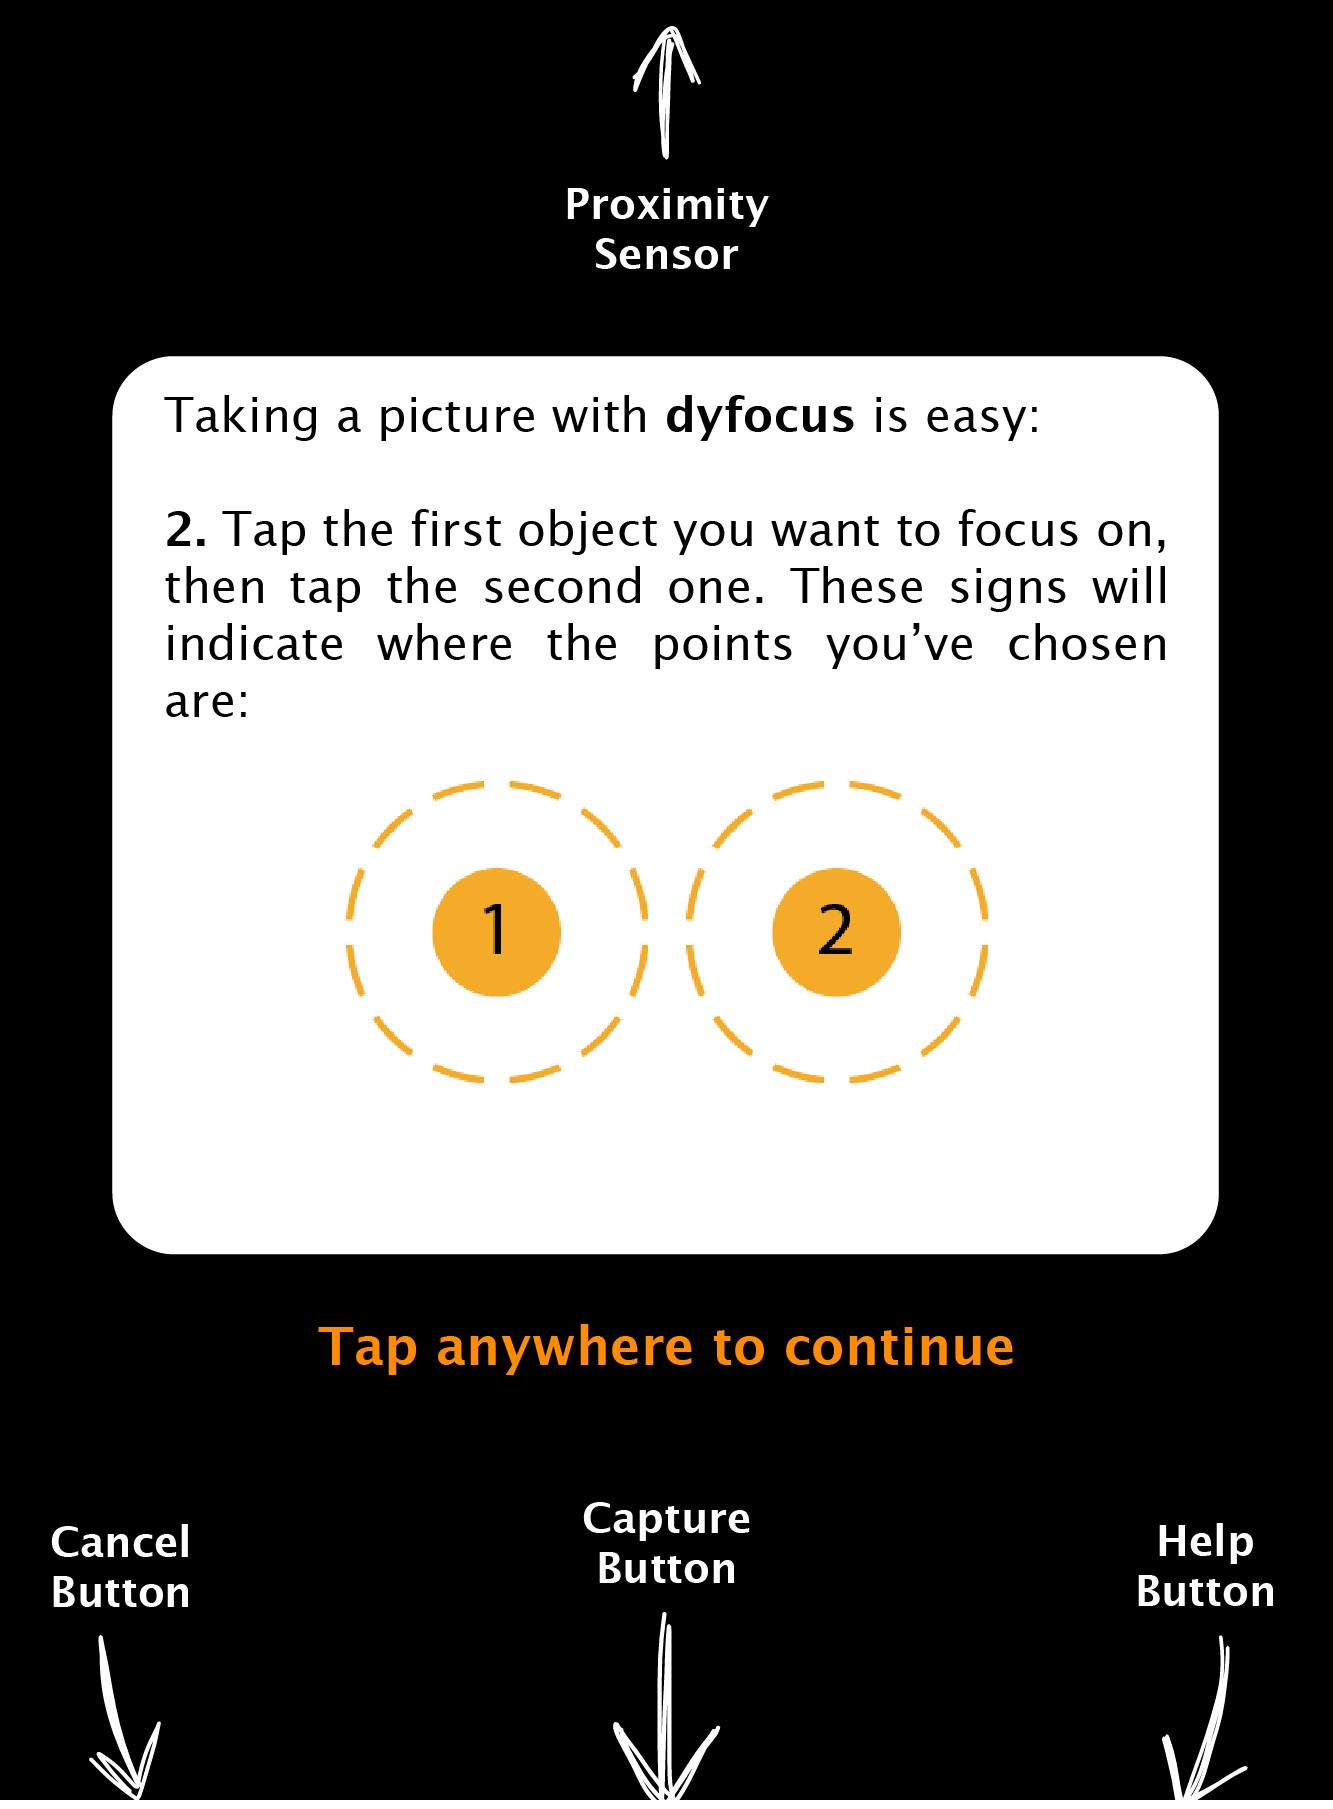 Proximity
Sensor
Taking a picture with dyfocus is easy:
2. Tap the first object you want to focus on,
then tap the second one. These signs will
indicate where the points you’ve chosen
are:
1 2
Tap anywhere to continue
Cancel
Button
Capture
Button
Help
Button